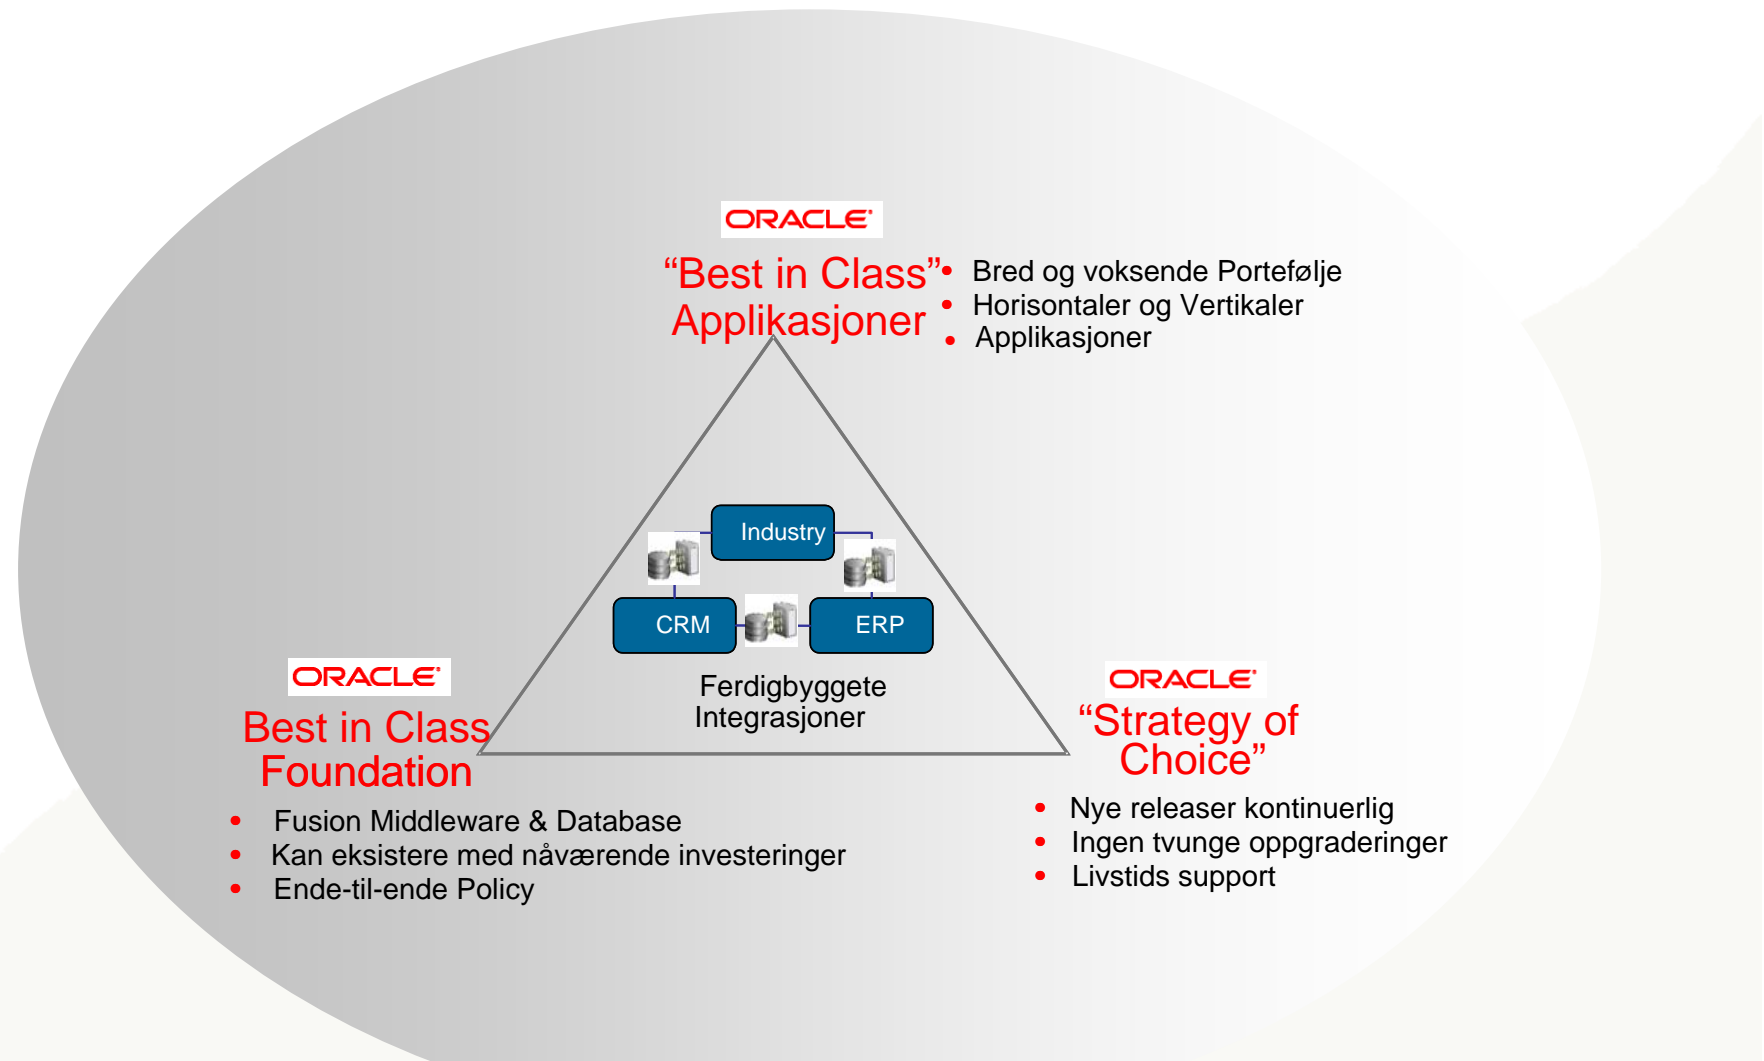 ORACLE
“Best in Class”
Applikasjoner
• Bred og voksende Portefølje
• Horisontaler og Vertikaler
• Applikasjoner
Industry
CRM
ERP
Ferdigbyggete
Integrasjoner
ORACLE
Best in Class
Foundation
• Fusion Middleware & Database
• Kan eksistere med nåværende investeringer
• Ende-til-ende Policy
ORACLE
“Strategy of
Choice”
• Nye releaser kontinuerlig
• Ingen tvunge oppgraderinger
• Livstids support